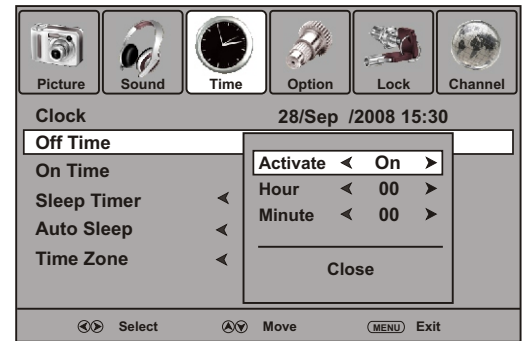 Picture Sound Time Option Lock Channel
Clock 28/Sep /2008 15:30
Off Time
On Time
Sleep Timer
Auto Sleep
Time Zone
Activate On
Hour 00
Minute 00
Close
Select Move MENU Exit